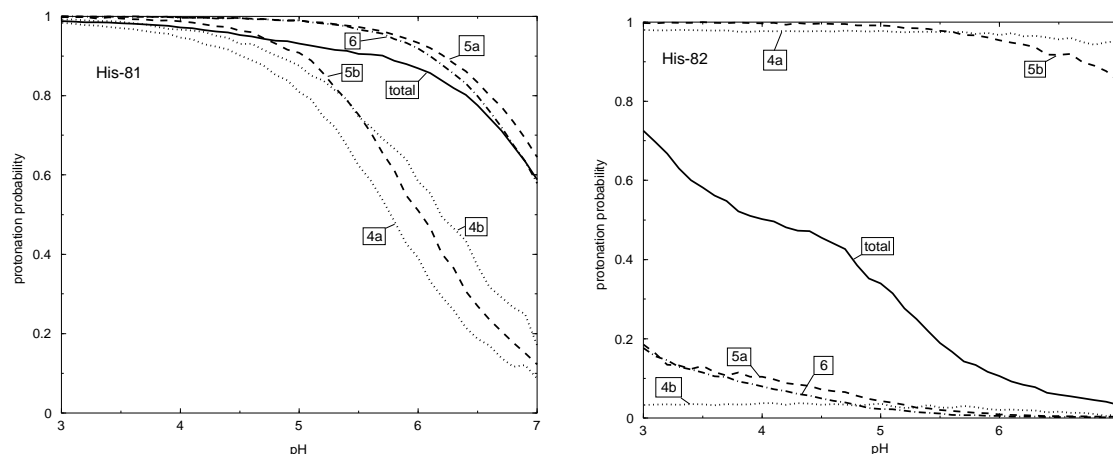 1
0.8
0.6
0.4
0.2
0
3
4
5
6
7
pH
protonation probability
His-81
6
5a
5b
total
4a
4b
1
0.8
0.6
0.4
0.2
0
3
4
5
6
pH
protonation probability
His-82
4a
5b
total
5a
6
4b